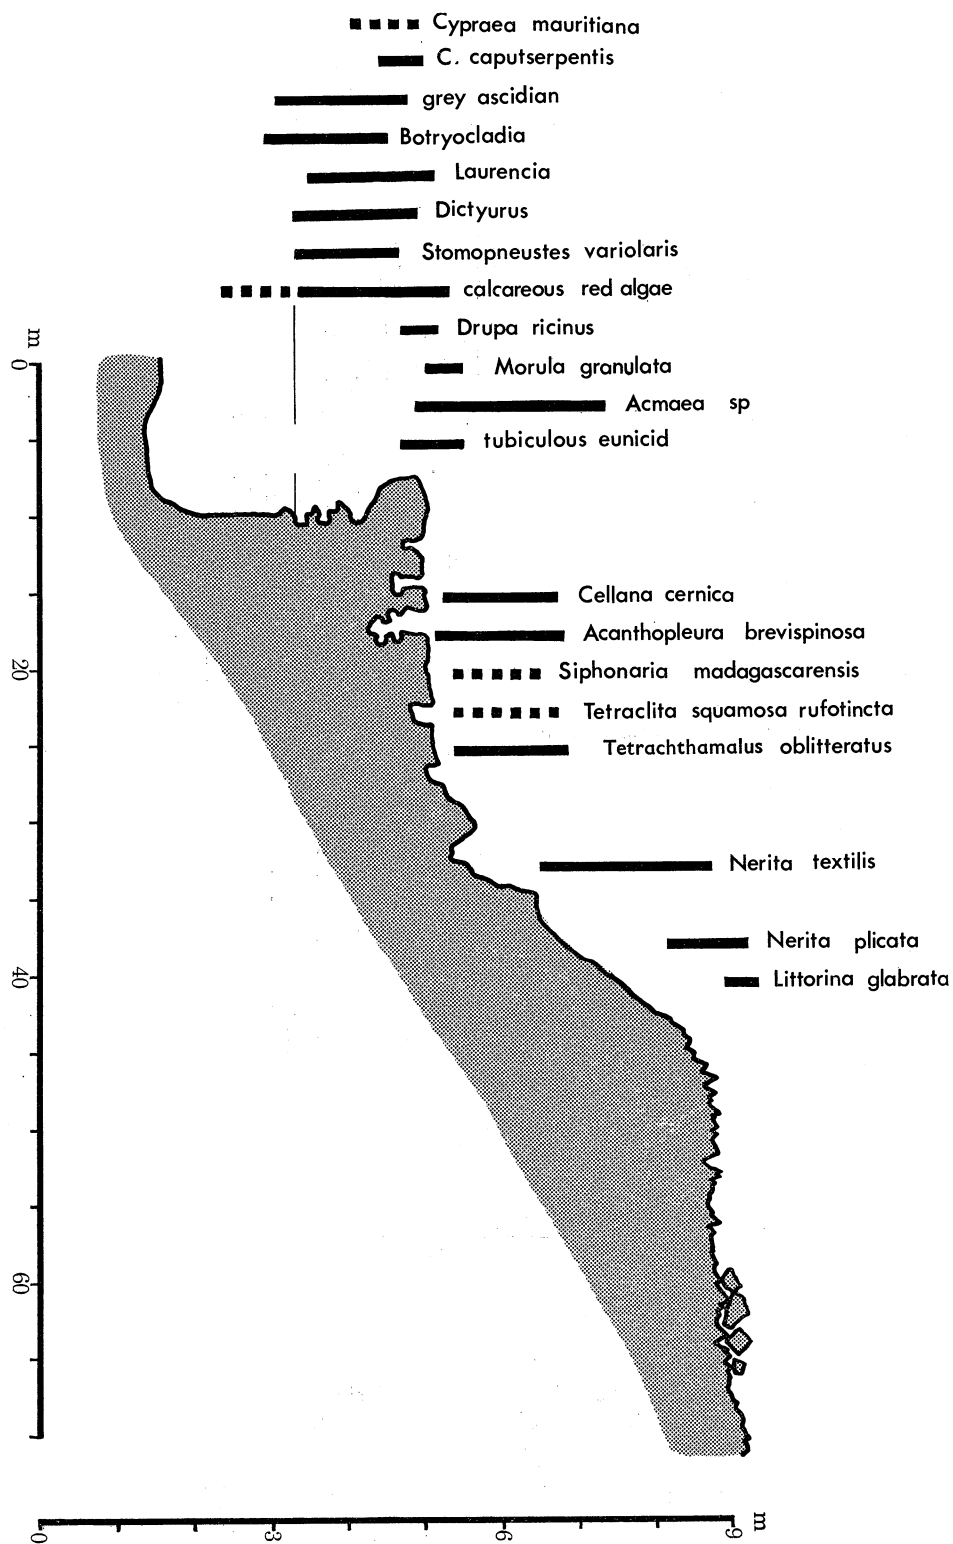 Cypraea mauritiana
C. caputserpentis
grey ascidian
Botryocladia
Laurencia
Dictyurus
Stomopneustes variolaris
calcareous red algae
Drupa ricinus
Morula granulata
Acmaea sp
tubiculous eunicid
Cellana cernica
Acanthopleura brevispinosa
Siphonaria madagascarensis
Tetraclita squamosa rufotincta
Tetrachthamalus oblitteratus
Nerita textilis
Nerita plicata
Littorina glabrata
m
0
20
40
60
0
3
6
9
m